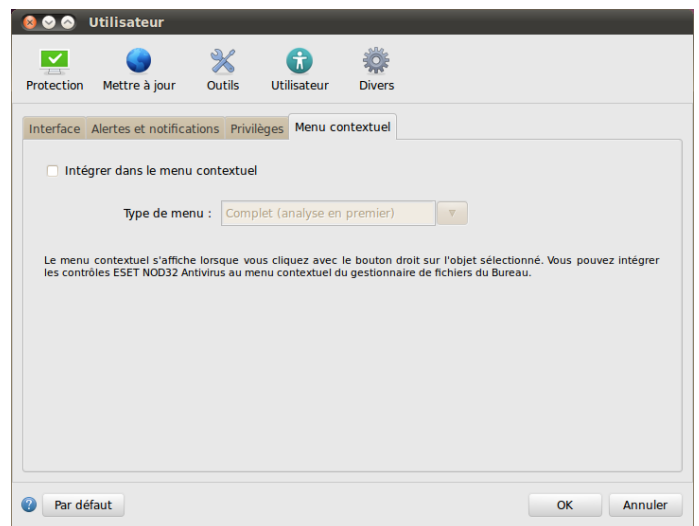 Utilisateur
Protection Mettre à jour Outils Utilisateur Divers
Interface Alertes et notifications Privilèges Menu contextuel
Intégrer dans le menu contextuel
Type de menu : Complet (analyse en premier)
Le menu contextuel s'affiche lorsque vous cliquez avec le bouton droit sur l'objet sélectionné. Vous pouvez intégrer
les contrôles ESET NOD32 Antivirus au menu contextuel du gestionnaire de fichiers du Bureau.
? Par défaut OK Annuler